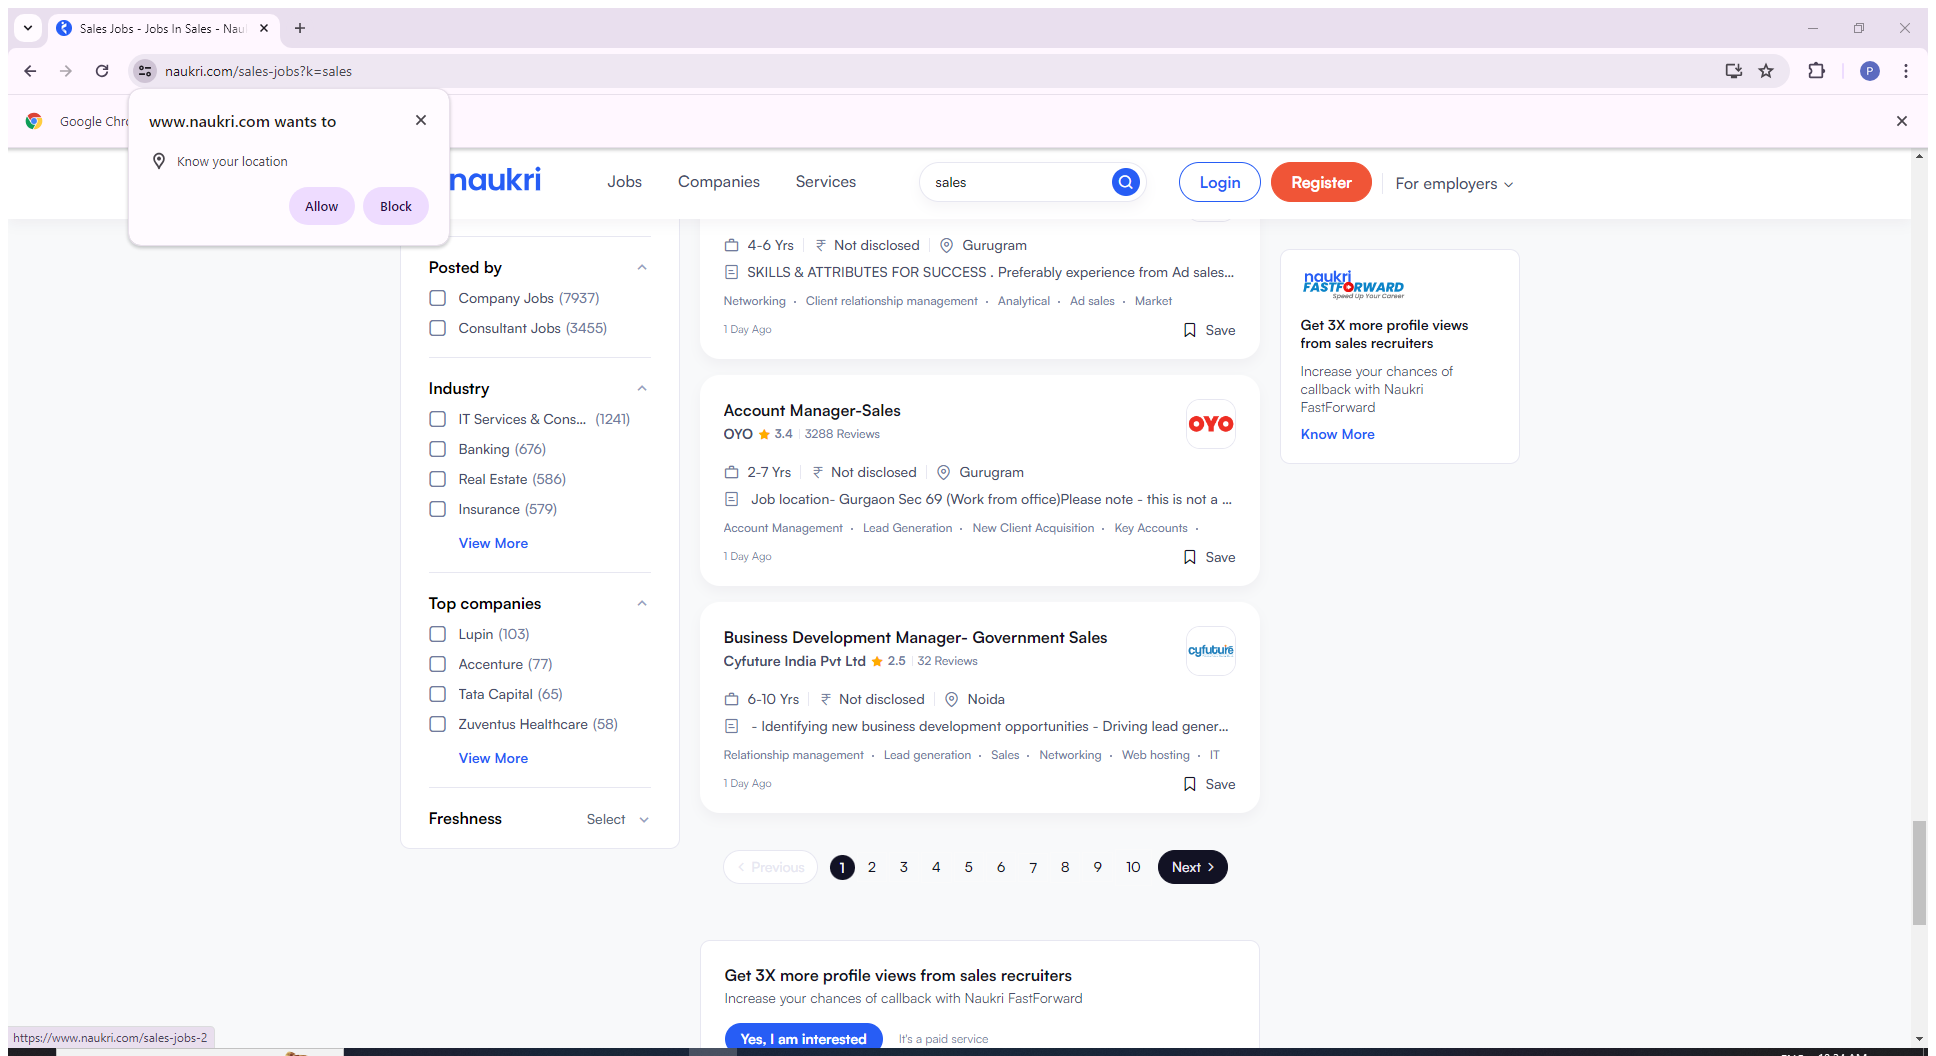 Sales Jobs - Jobs In Sales - Nau
naukri.com/sales-jobs?k=sales
P
Google Chro
www.naukri.com wants to
Know your location
Allow
Block
naukri
Jobs
Companies
Services
sales
Login
Register
For employers
Posted by
Company Jobs (7937)
Consultant Jobs (3455)
Industry
IT Services & Cons... (1241)
Banking (676)
Real Estate (586)
Insurance (579)
View More
Top companies
Lupin (103)
Accenture (77)
Tata Capital (65)
Zuventus Healthcare (58)
View More
Freshness
Select
4-6 Yrs
₹ Not disclosed
Gurugram
SKILLS & ATTRIBUTES FOR SUCCESS . Preferably experience from Ad sales...
Networking · Client relationship management · Analytical · Ad sales · Market
1 Day Ago
Save
Account Manager-Sales
OYO 3.4 3288 Reviews
OYO
2-7 Yrs
₹ Not disclosed
Gurugram
Job location- Gurgaon Sec 69 (Work from office)Please note - this is not a ...
Account Management · Lead Generation · New Client Acquisition · Key Accounts ·
1 Day Ago
Save
Business Development Manager- Government Sales
Cyfuture India Pvt Ltd 2.5 32 Reviews
cyfuture
6-10 Yrs
₹ Not disclosed
Noida
- Identifying new business development opportunities - Driving lead gener...
Relationship management · Lead generation · Sales · Networking · Web hosting · IT
1 Day Ago
Save
Previous 1 2 3 4 5 6 7 8 9 10 Next
Get 3X more profile views from sales recruiters
Increase your chances of callback with Naukri FastForward
Yes, I am interested
It's a paid service
naukri
FASTFORWARD
Speed Up Your Career
Get 3X more profile views
from sales recruiters
Increase your chances of
callback with Naukri
FastForward
Know More
https://www.naukri.com/sales-jobs-2